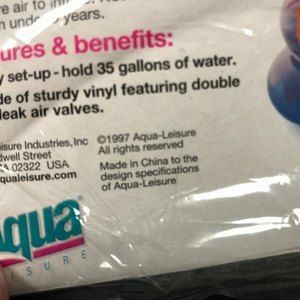 re air to
n under years.
ures & benefits:
y set-up - hold 35 gallons of water.
de of sturdy vinyl featuring double
leak air valves.
eisure Industries, Inc
dwell Street
A 02322 USA
qualeisure.com
©1997 Aqua-Leisure
All rights reserved
Made in China to the
design specifications
of Aqua-Leisure
Aqua
EISURE